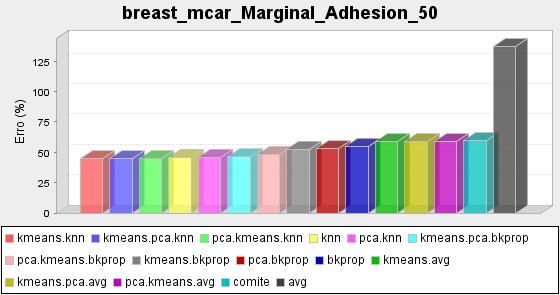 breast_mcar_Marginal_Adhesion_50
Erro (%)
125
100
75
50
25
0
kmeans.knn kmeans.pca.knn pca.kmeans.knn knn pca.knn kmeans.pca.bkprop
pca.kmeans.bkprop kmeans.bkprop pca.bkprop bkprop kmeans.avg
kmeans.pca.avg pca.kmeans.avg comite avg